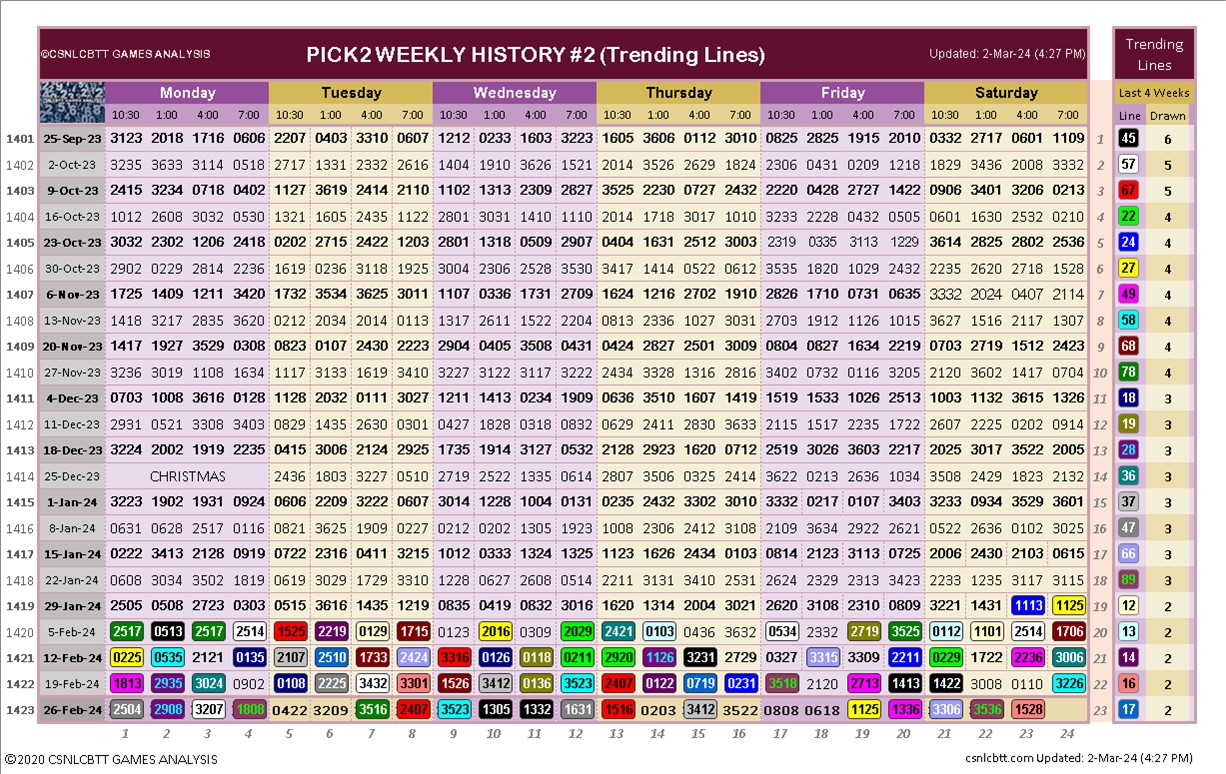 ©CSNLCBTT GAMES ANALYSIS PICK2 WEEKLY HISTORY #2 (Trending Lines) Updated: 2-Mar-24 (4:27 PM) Trending Lines
Monday Tuesday Wednesday Thursday Friday Saturday Last 4 Weeks
10:30 1:00 4:00 7:00 10:30 1:00 4:00 7:00 10:30 1:00 4:00 7:00 10:30 1:00 4:00 7:00 10:30 1:00 4:00 7:00 10:30 1:00 4:00 7:00 Line Drawn
1401 25-Sep-23 3123 2018 1716 0606 2207 0403 3310 0607 1212 0233 1603 3223 1605 3606 0112 3010 0825 2825 1915 2010 0332 2717 0601 1109 1 45 6
1402 2-Oct-23 3235 3633 3114 0518 2717 1331 2332 2616 1404 1910 3626 1521 2014 3526 2629 1824 2306 0431 0909 1218 1829 3436 2008 3332 2 57 5
1403 9-Oct-23 2415 3234 0718 0402 1127 3619 2414 2110 1102 1313 2309 2827 3525 2230 0727 2432 2220 0428 2727 1422 0906 3401 3206 0213 3 67 5
1404 16-Oct-23 1012 2608 3032 0530 1321 1605 2435 1122 2801 3031 1410 1110 2014 1718 3017 1010 3233 2228 0432 0505 0601 1630 2532 0210 4 22 4
1405 23-Oct-23 3032 2302 1206 2418 0202 2715 2422 1203 2801 1318 0509 2907 0404 1631 2512 3003 2319 0335 3113 1229 3614 2825 2802 2536 5 24 4
1406 30-Oct-23 2902 0229 2814 2236 1619 0236 3118 1925 3004 2306 2528 3530 3417 1414 0522 0612 3535 1820 1029 2432 2235 2620 2718 1528 6 27 4
1407 6-Nov-23 1725 1409 1211 3420 1732 3534 3625 3011 1107 0336 1731 2709 1624 1216 2702 1910 2826 1710 0731 0635 3332 2024 0407 2114 7 49 4
1408 13-Nov-23 1418 3217 2835 3620 0212 2034 2014 0113 1317 2611 1522 2204 0813 2336 1027 3031 2703 1912 1126 1015 3627 1516 2117 1307 8 58 4
1409 20-Nov-23 1417 1927 3529 0308 0823 0107 2430 2223 2904 0405 3508 0431 0424 2827 2501 3009 0804 0827 1634 2219 0703 2719 1512 2423 9 68 4
1410 27-Nov-23 3236 3019 1108 1634 1117 3133 1619 3410 3227 3122 3117 3222 2434 3328 1316 2816 3402 0732 0116 3205 2120 3602 1417 0704 10 78 4
1411 4-Dec-23 0703 1008 3616 0128 1128 2032 0111 3027 1211 1413 0234 1909 0636 3510 1607 1419 1519 1533 1026 2513 1003 1132 3615 1326 11 18 3
1412 11-Dec-23 2931 0521 3308 3403 0829 1435 2630 0301 0427 1828 0318 0832 0629 2411 2830 3633 2115 1517 2235 1722 2607 2225 0202 0914 12 19 3
1413 18-Dec-23 3224 2002 1919 2235 0415 3006 2124 2923 1735 1914 3127 0532 2128 2923 1620 0712 2519 3026 3603 2217 2025 3017 3522 2005 13 28 3
1414 25-Dec-23 CHRISTMAS 2436 1803 3227 0513 2719 2522 1335 0614 2807 3506 0325 2414 3622 0213 2636 1034 3508 2429 1823 2132 14 36 3
1415 1-Jan-24 3223 1902 1931 0924 0606 2209 3222 0607 3014 1228 1004 0131 0235 2432 3302 3010 3332 0217 0107 3403 3233 0934 3529 3601 15 37 3
1416 8-Jan-24 0631 0628 2517 0116 0821 3625 1909 0227 0212 0202 1305 1923 1008 2306 2412 3108 2109 3634 2922 2621 0522 2636 0102 3025 16 47 3
1417 15-Jan-24 0222 3413 2128 0919 0722 2316 0411 3215 1012 0333 1324 1325 1123 1626 2434 0103 0814 2123 3113 0725 2006 2430 2103 0615 17 66 3
1418 22-Jan-24 0608 3034 3502 1819 0619 3029 1729 3310 1228 0627 2608 0514 2211 3131 3410 2531 2624 2329 2313 3423 2233 1235 3117 3115 18 89 3
1419 29-Jan-24 2505 0508 2723 0303 0515 3616 1435 1219 0835 0419 0832 3016 1620 1314 2004 3021 2620 3108 2310 0809 3221 1431 1113 1125 19 12 2
1420 5-Feb-24 2517 0513 2517 2514 1525 2219 0129 1715 0123 2016 0309 2029 2421 0103 0436 3632 0534 2332 2719 3525 0112 1101 2514 1706 20 13 2
1421 12-Feb-24 0225 0535 2121 0135 2107 2510 1733 2424 3316 0126 0118 0211 2920 1126 3231 2729 0327 3315 3309 2211 0229 1722 2236 3006 21 14 2
1422 19-Feb-24 1813 2935 3024 0902 0108 2225 3432 3301 1526 3412 0136 3523 2407 0122 0719 0231 3518 2120 2713 1413 1422 3008 0110 3226 22 16 2
1423 26-Feb-24 2504 2908 3207 1808 0422 3209 3516 2407 3523 1305 1332 1631 1516 0203 3412 3522 0808 0618 1125 1336 3306 3536 1528 23 17 2
1 2 3 4 5 6 7 8 9 10 11 12 13 14 15 16 17 18 19 20 21 22 23 24
©2020 CSNLCBTT GAMES ANALYSIS csnlcbtt.com Updated: 2-Mar-24 (4:27 PM)